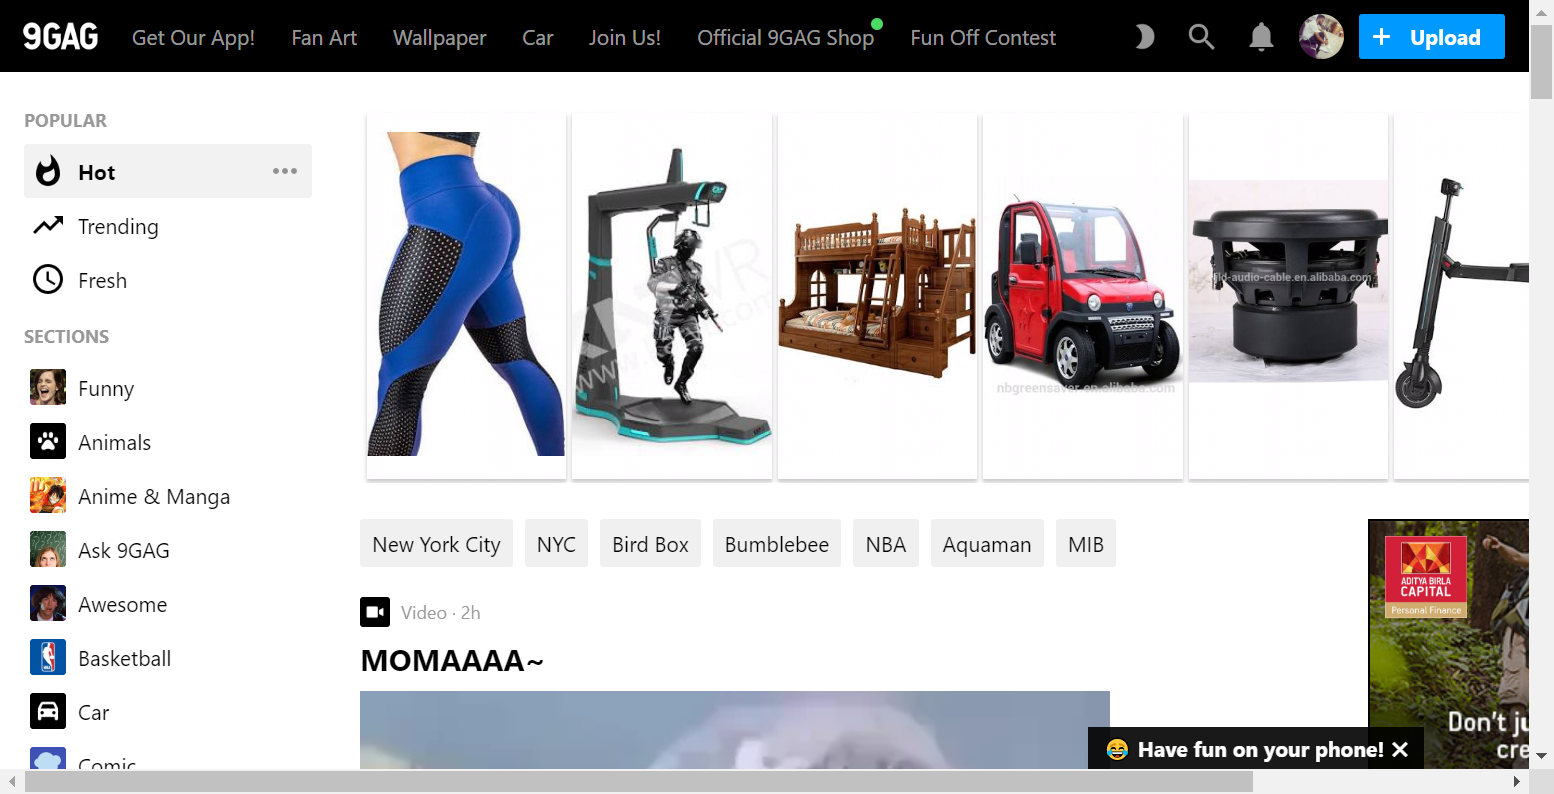 9GAG Get Our App! Fan Art Wallpaper Car Join Us! Official 9GAG Shop Fun Off Contest Upload
POPULAR
Hot
Trending
Fresh
SECTIONS
Funny
Animals
Anime & Manga
Ask 9GAG
Awesome
Basketball
Car
Comic
nbgreensaver.en.alibaba.com
ld-audio-cable.en.alibaba.com
New York City NYC Bird Box Bumblebee NBA Aquaman MIB
Video · 2h
MOMAAAA~
ADITYA BIRLA
CAPITAL
Personal Finance
Don't ju
cre
😂 Have fun on your phone! ✕